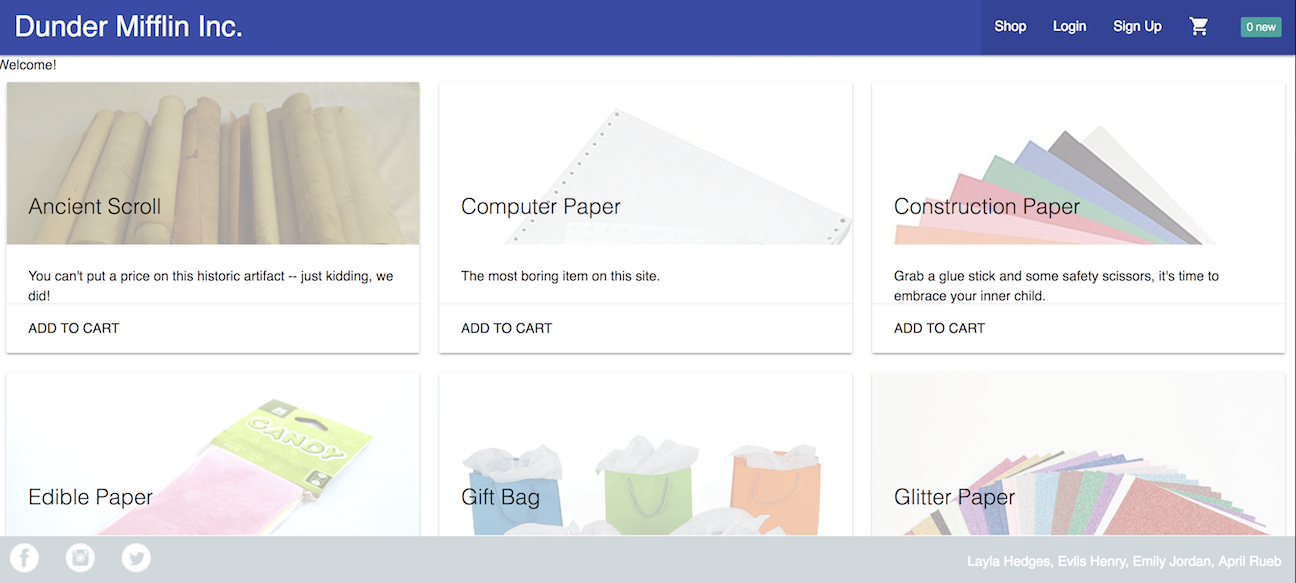 Dunder Mifflin Inc.
Shop
Login
Sign Up
0 new
Welcome!
Ancient Scroll
Computer Paper
Construction Paper
You can't put a price on this historic artifact -- just kidding, we
did!
The most boring item on this site.
Grab a glue stick and some safety scissors, it's time to
embrace your inner child.
ADD TO CART
ADD TO CART
ADD TO CART
CANDY
Edible Paper
Gift Bag
Glitter Paper
Layla Hedges, Evlis Henry, Emily Jordan, April Rueb